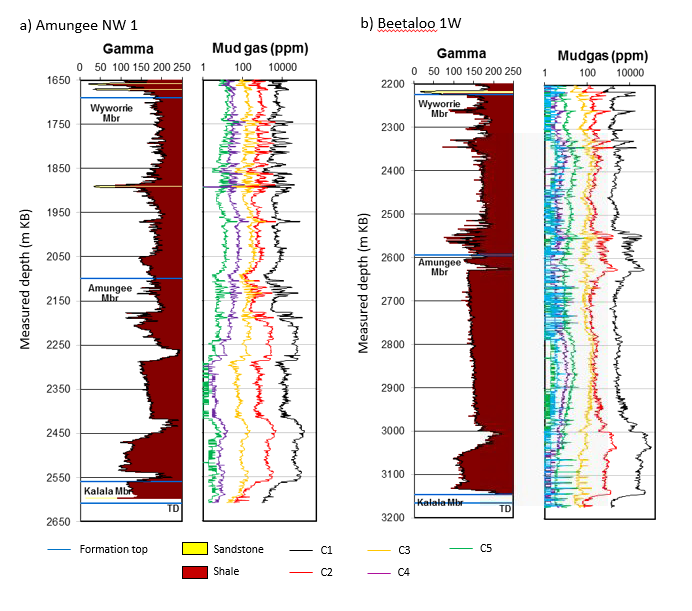 a) Amungee NW 1
b) Beetaloo 1W
Gamma
Mud gas (ppm)
0 50 100 150 200 250
1 100 10000
1650
1750
1850
1950
2050
2150
2250
2350
2450
2550
2650
Measured depth (m KB)
Wyworrie
Mbr
Amungee
Mbr
Kalala Mbr
TD
Gamma
Mudgas (ppm)
0 50 100 150 200 250
1 100 10000
2200
2300
2400
2500
2600
2700
2800
2900
3000
3100
3200
Measured depth (m KB)
Wyworrie
Mbr
Amungee
Mbr
Kalala Mbr
TD
Formation top
Sandstone
C1
C3
C5
Shale
C2
C4